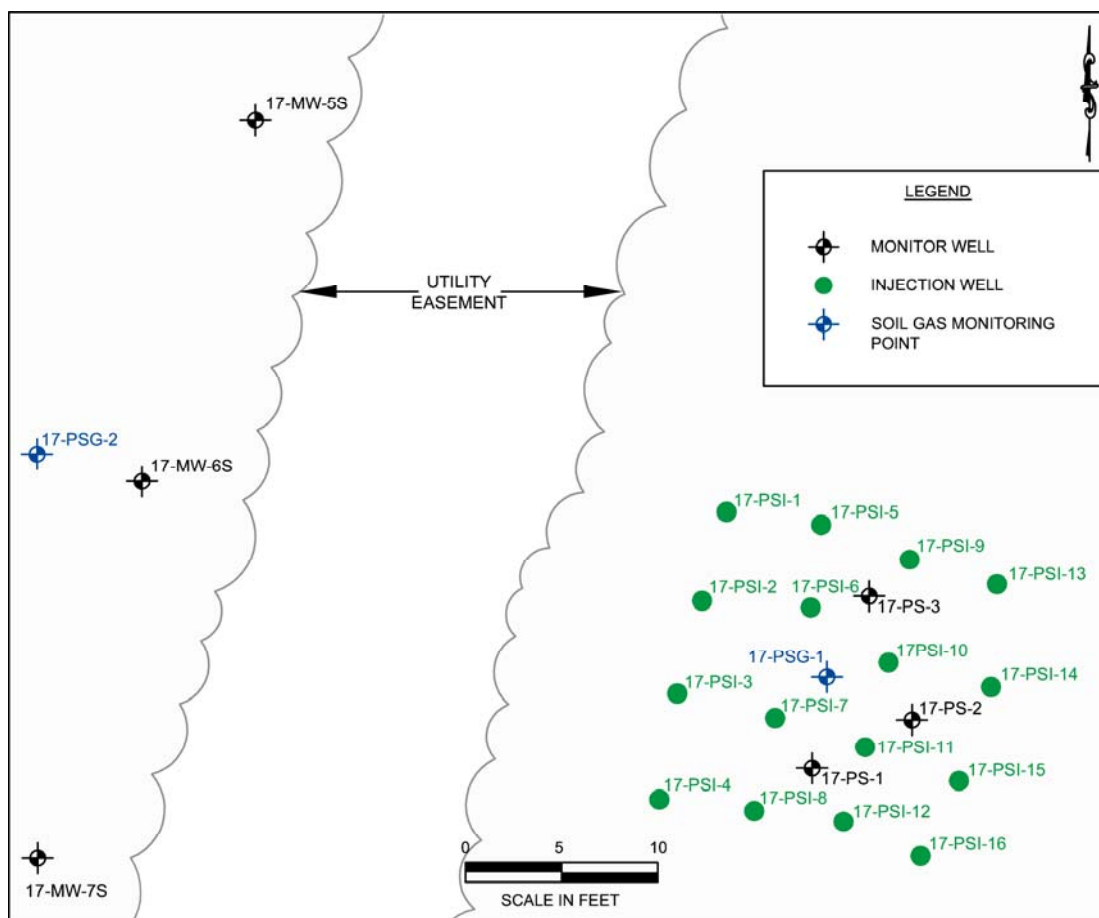 17-MW-5S
LEGEND
MONITOR WELL
INJECTION WELL
SOIL GAS MONITORING
POINT
UTILITY
EASEMENT
17-PSG-2
17-MW-6S
17-PSI-1
17-PSI-5
17-PSI-9
17-PSI-13
17-PSI-2
17-PSI-6
17-PS-3
17-PSG-1
17PSI-10
17-PSI-3
17-PSI-14
17-PSI-7
17-PS-2
17-PSI-11
17-PS-1
17-PSI-15
17-PSI-4
17-PSI-8
17-PSI-12
17-PSI-16
17-MW-7S
0 5 10
SCALE IN FEET